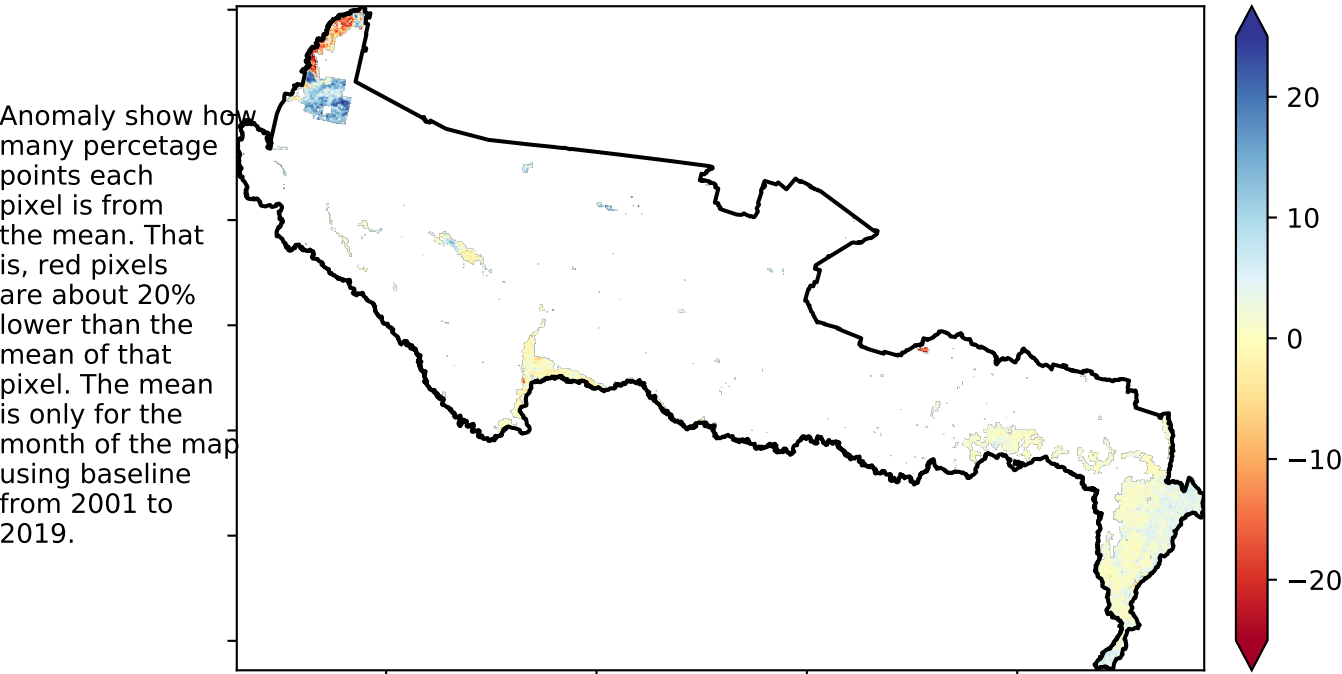 Anomaly show how
many percetage
points each
pixel is from
the mean. That
is, red pixels
are about 20%
lower than the
mean of that
pixel. The mean
is only for the
month of the map
using baseline
from 2001 to
2019.
20
10
0
−10
−20